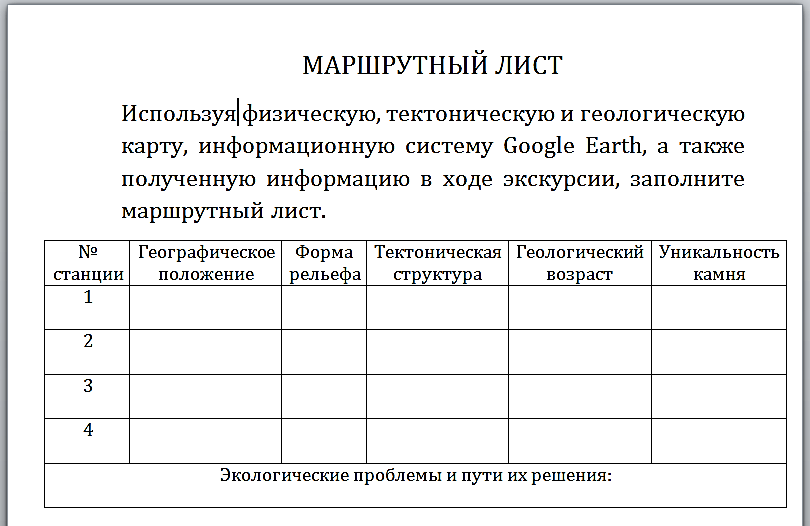 МАРШРУТНЫЙ ЛИСТ
Используя физическую, тектоническую и геологическую
карту, информационную систему Google Earth, а также
полученную информацию в ходе экскурсии, заполните
маршрутный лист.
№ станции Географическое положение Форма рельефа Тектоническая структура Геологический возраст Уникальность камня
1
2
3
4
Экологические проблемы и пути их решения: